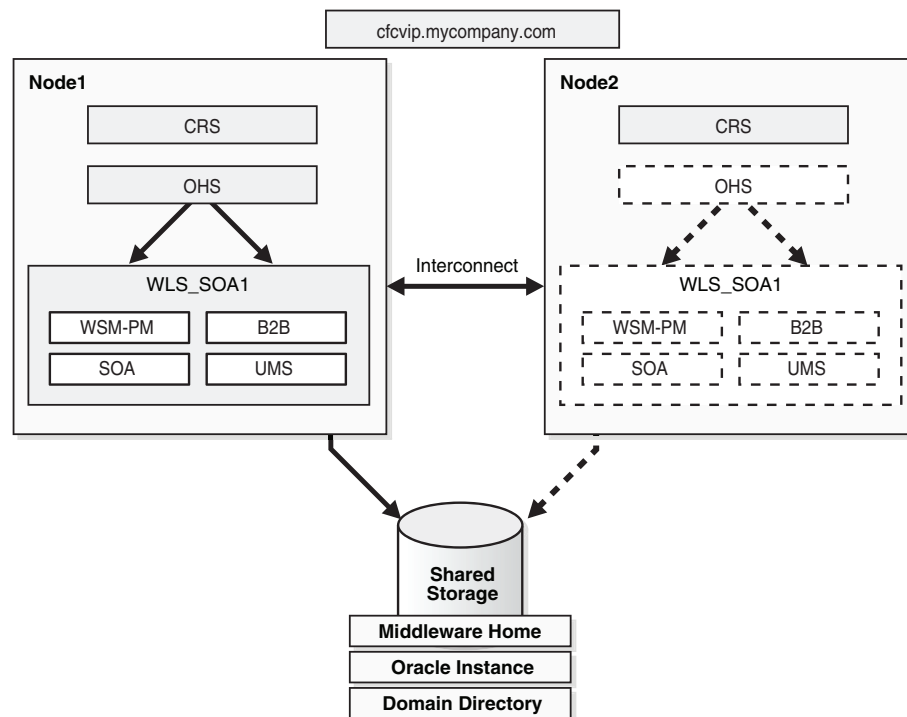 cfcvip.mycompany.com
Node1
CRS
OHS
WLS_SOA1
WSM-PM
B2B
SOA
UMS
Interconnect
Node2
CRS
OHS
WLS_SOA1
WSM-PM
B2B
SOA
UMS
Shared
Storage
Middleware Home
Oracle Instance
Domain Directory